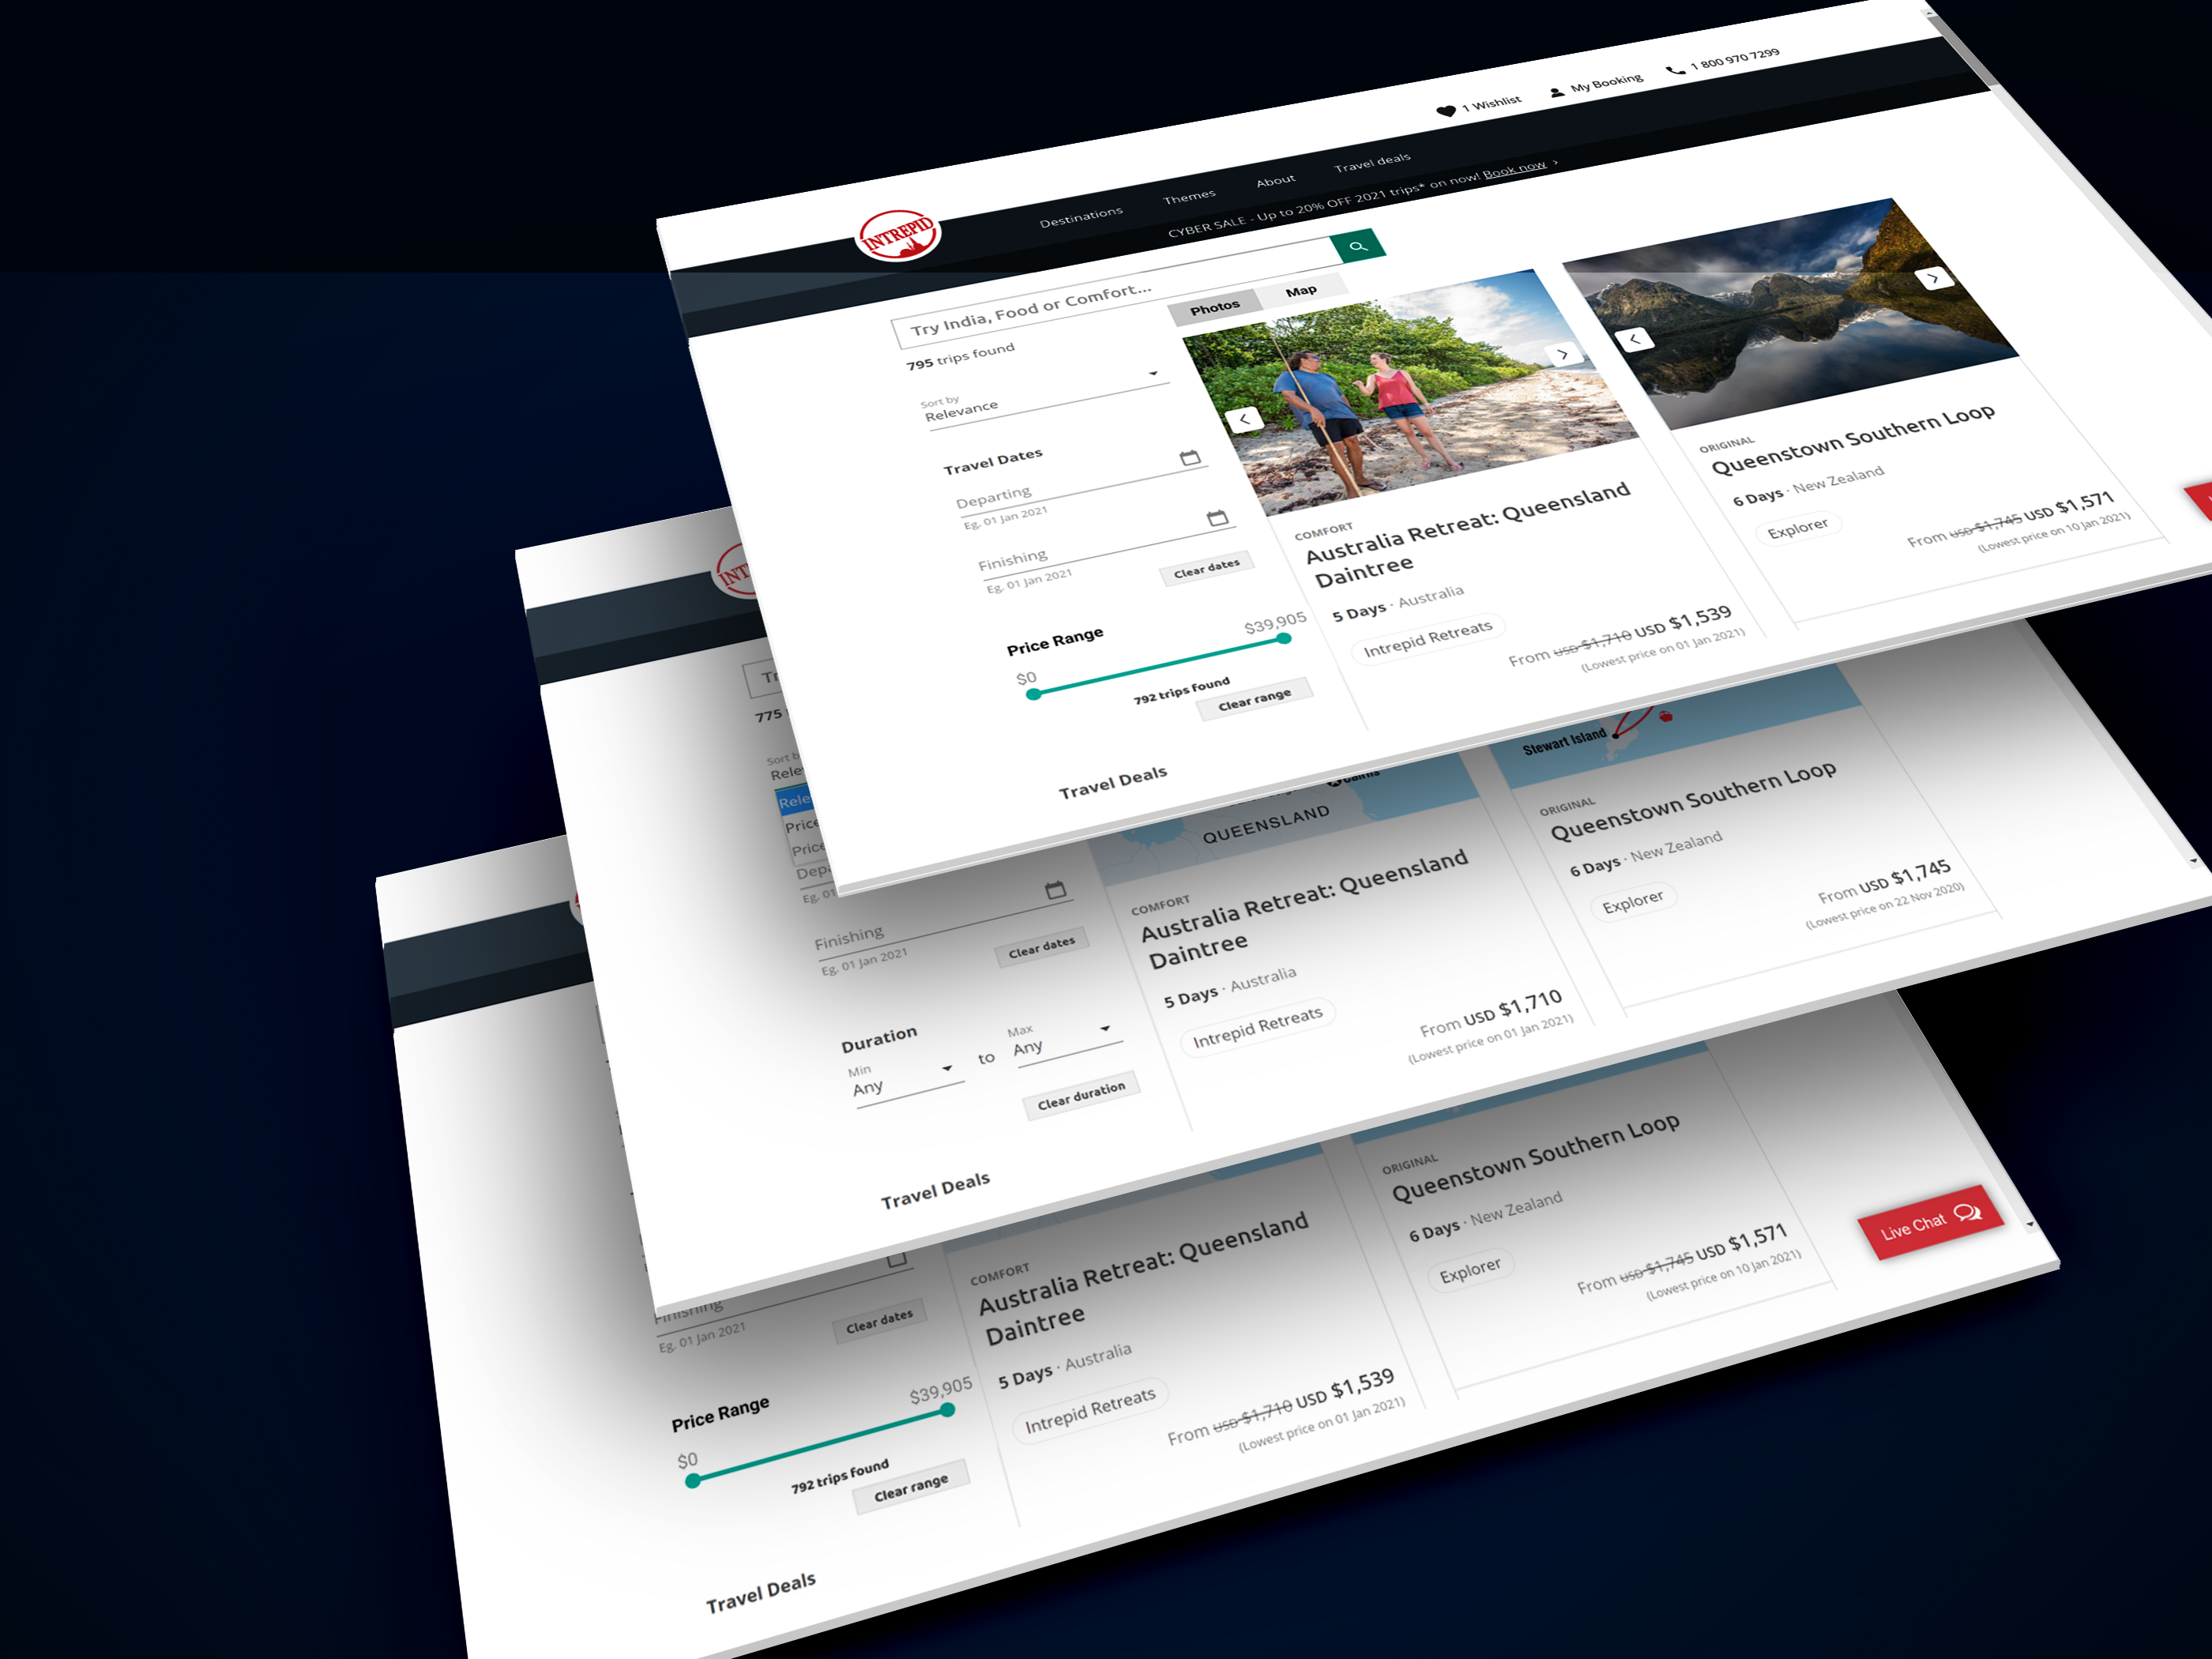 1 Wishlist
My Booking
1 800 970 7299
INTREPID
Destinations
Themes
About
Travel deals
CYBER SALE - Up to 20% OFF 2021 trips* on now! Book now
Try India, Food or Comfort...
795 trips found
Photos
Map
Sort by
Relevance
Travel Dates
Departing
Eg. 01 Jan 2021
Finishing
Eg. 01 Jan 2021
Clear dates
Price Range
$0
$39,905
792 trips found
Clear range
Travel Deals
COMFORT
Australia Retreat: Queensland
Daintree
5 Days · Australia
Intrepid Retreats
From USD $1,710 USD $1,539
(Lowest price on 01 Jan 2021)
ORIGINAL
Queenstown Southern Loop
6 Days · New Zealand
Explorer
From USD $1,745 USD $1,571
(Lowest price on 10 Jan 2021)
775
Finishing
Eg. 01 Jan 2021
Clear dates
Duration
Min
Any
to
Max
Any
Clear duration
Travel Deals
QUEENSLAND
Cairns
COMFORT
Australia Retreat: Queensland
Daintree
5 Days · Australia
Intrepid Retreats
From USD $1,710
(Lowest price on 01 Jan 2021)
Stewart Island
ORIGINAL
Queenstown Southern Loop
6 Days · New Zealand
Explorer
From USD $1,745
(Lowest price on 22 Nov 2020)
Finishing
Eg. 01 Jan 2021
Clear dates
Price Range
$0
$39,905
792 trips found
Clear range
Travel Deals
COMFORT
Australia Retreat: Queensland
Daintree
5 Days · Australia
Intrepid Retreats
From USD $1,710 USD $1,539
(Lowest price on 01 Jan 2021)
ORIGINAL
Queenstown Southern Loop
6 Days · New Zealand
Explorer
From USD $1,745 USD $1,571
(Lowest price on 10 Jan 2021)
Live Chat